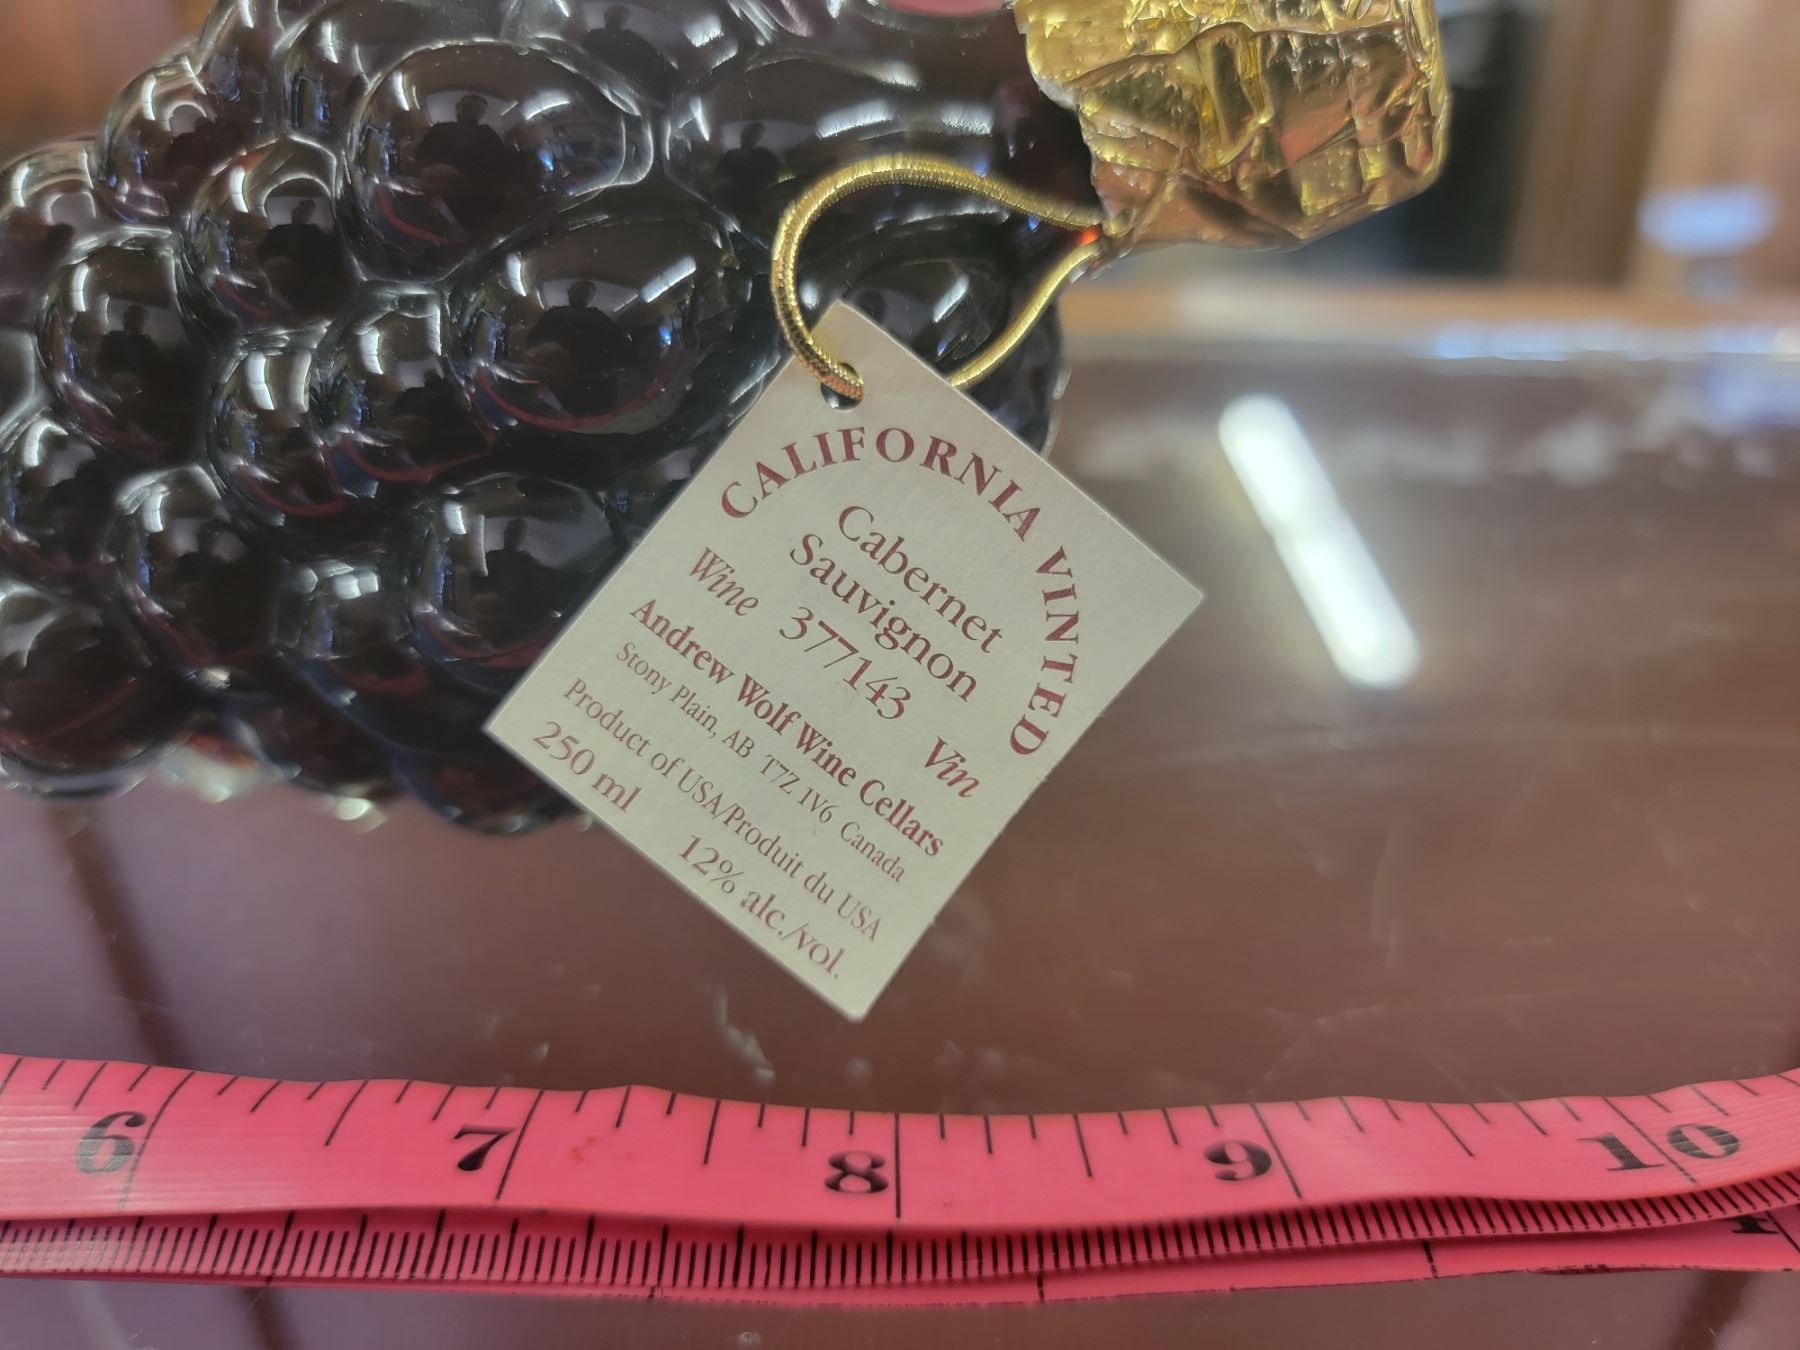 CALIFORNIA VINTED
Cabernet
Sauvignon
Wine 377143 Vin
Andrew Wolf Wine Cellars
Stony Plain, AB T7Z 1V6 Canada
Product of USA/Produit du USA
250 ml 12% alc./vol.
6 7 8 9 10